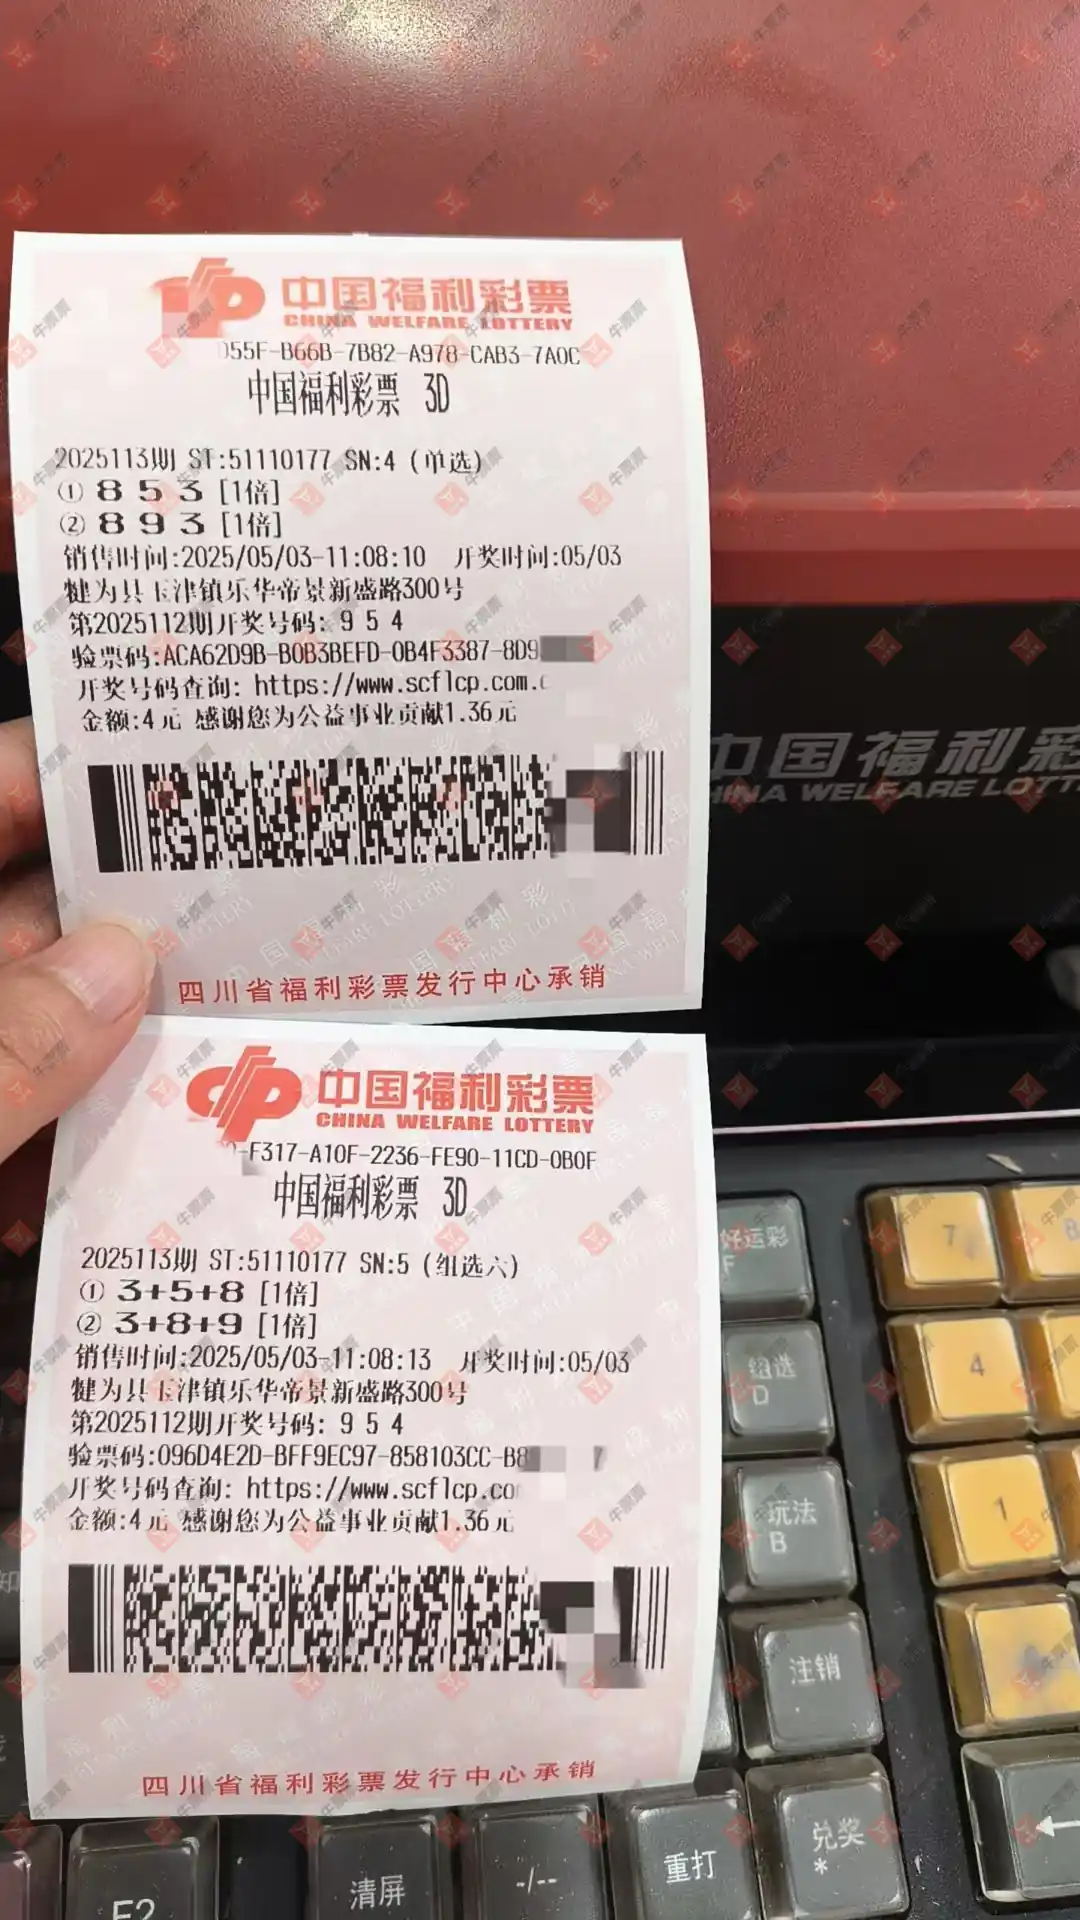 中国福利彩票
CHINA WELFARE LOTTERY
055F-B66B-7B82-A978-CAB3-7A0C
中国福利彩票 3D
2025113期 ST:51110177 SN:4 (单选)
① 8 5 3 [1倍]
② 8 9 3 [1倍]
销售时间:2025/05/03-11:08:10 开奖时间:05/03
犍为县玉津镇乐华帝景新盛路300号
第2025112期开奖号码: 9 5 4
验票码:ACA62D9B-B0B3BEFD-0B4F3387-8D9
开奖号码查询: https://www.scflcp.com.c
金额:4元 感谢您为公益事业贡献1.36元
四川省福利彩票发行中心承销
中国福利彩票
CHINA WELFARE LOTTERY
-F317-A10F-2236-FE90-11CD-0B0F
中国福利彩票 3D
2025113期 ST:51110177 SN:5 (组选六)
① 3+5+8 [1倍]
② 3+8+9 [1倍]
销售时间:2025/05/03-11:08:13 开奖时间:05/03
犍为县玉津镇乐华帝景新盛路300号
第2025112期开奖号码: 9 5 4
验票码:096D4E2D-BFF9EC97-858103CC-B8
开奖号码查询: https://www.scflcp.co
金额:4元 感谢您为公益事业贡献1.36元
四川省福利彩票发行中心承销
中国福利彩
CHINA WELFARE LOTT
好运彩
F
7
8
组选
D
4
玩法
B
1
注销
兑奖
*
重打
-/--
清屏
F2
←
牛票票